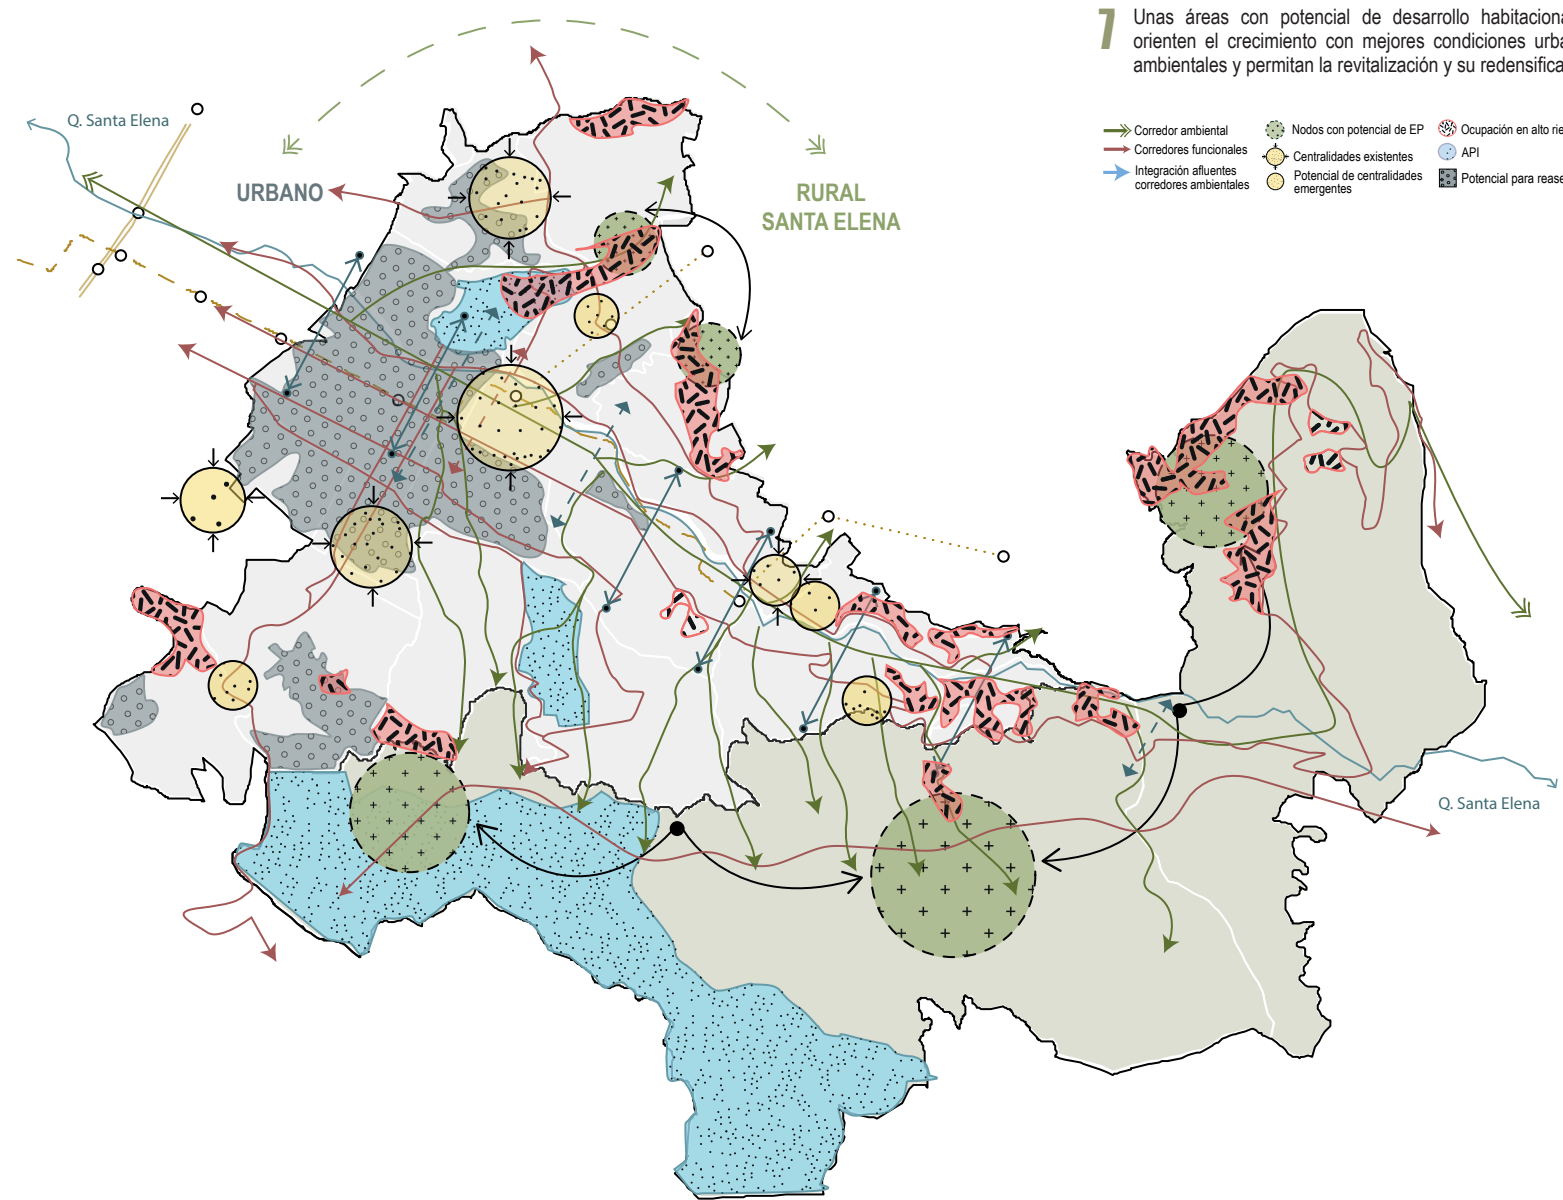 7
Unas áreas con potencial de desarrollo habitaciona
orienten el crecimiento con mejores condiciones urba
ambientales y permitan la revitalización y su redensifica
Corredor ambiental
Corredores funcionales
Integración afluentes
corredores ambientales
Nodos con potencial de EP
Centralidades existentes
Potencial de centralidades
emergentes
Ocupación en alto rie
API
Potencial para rease
Q. Santa Elena
URBANO
RURAL
SANTA ELENA
Q. Santa Elena